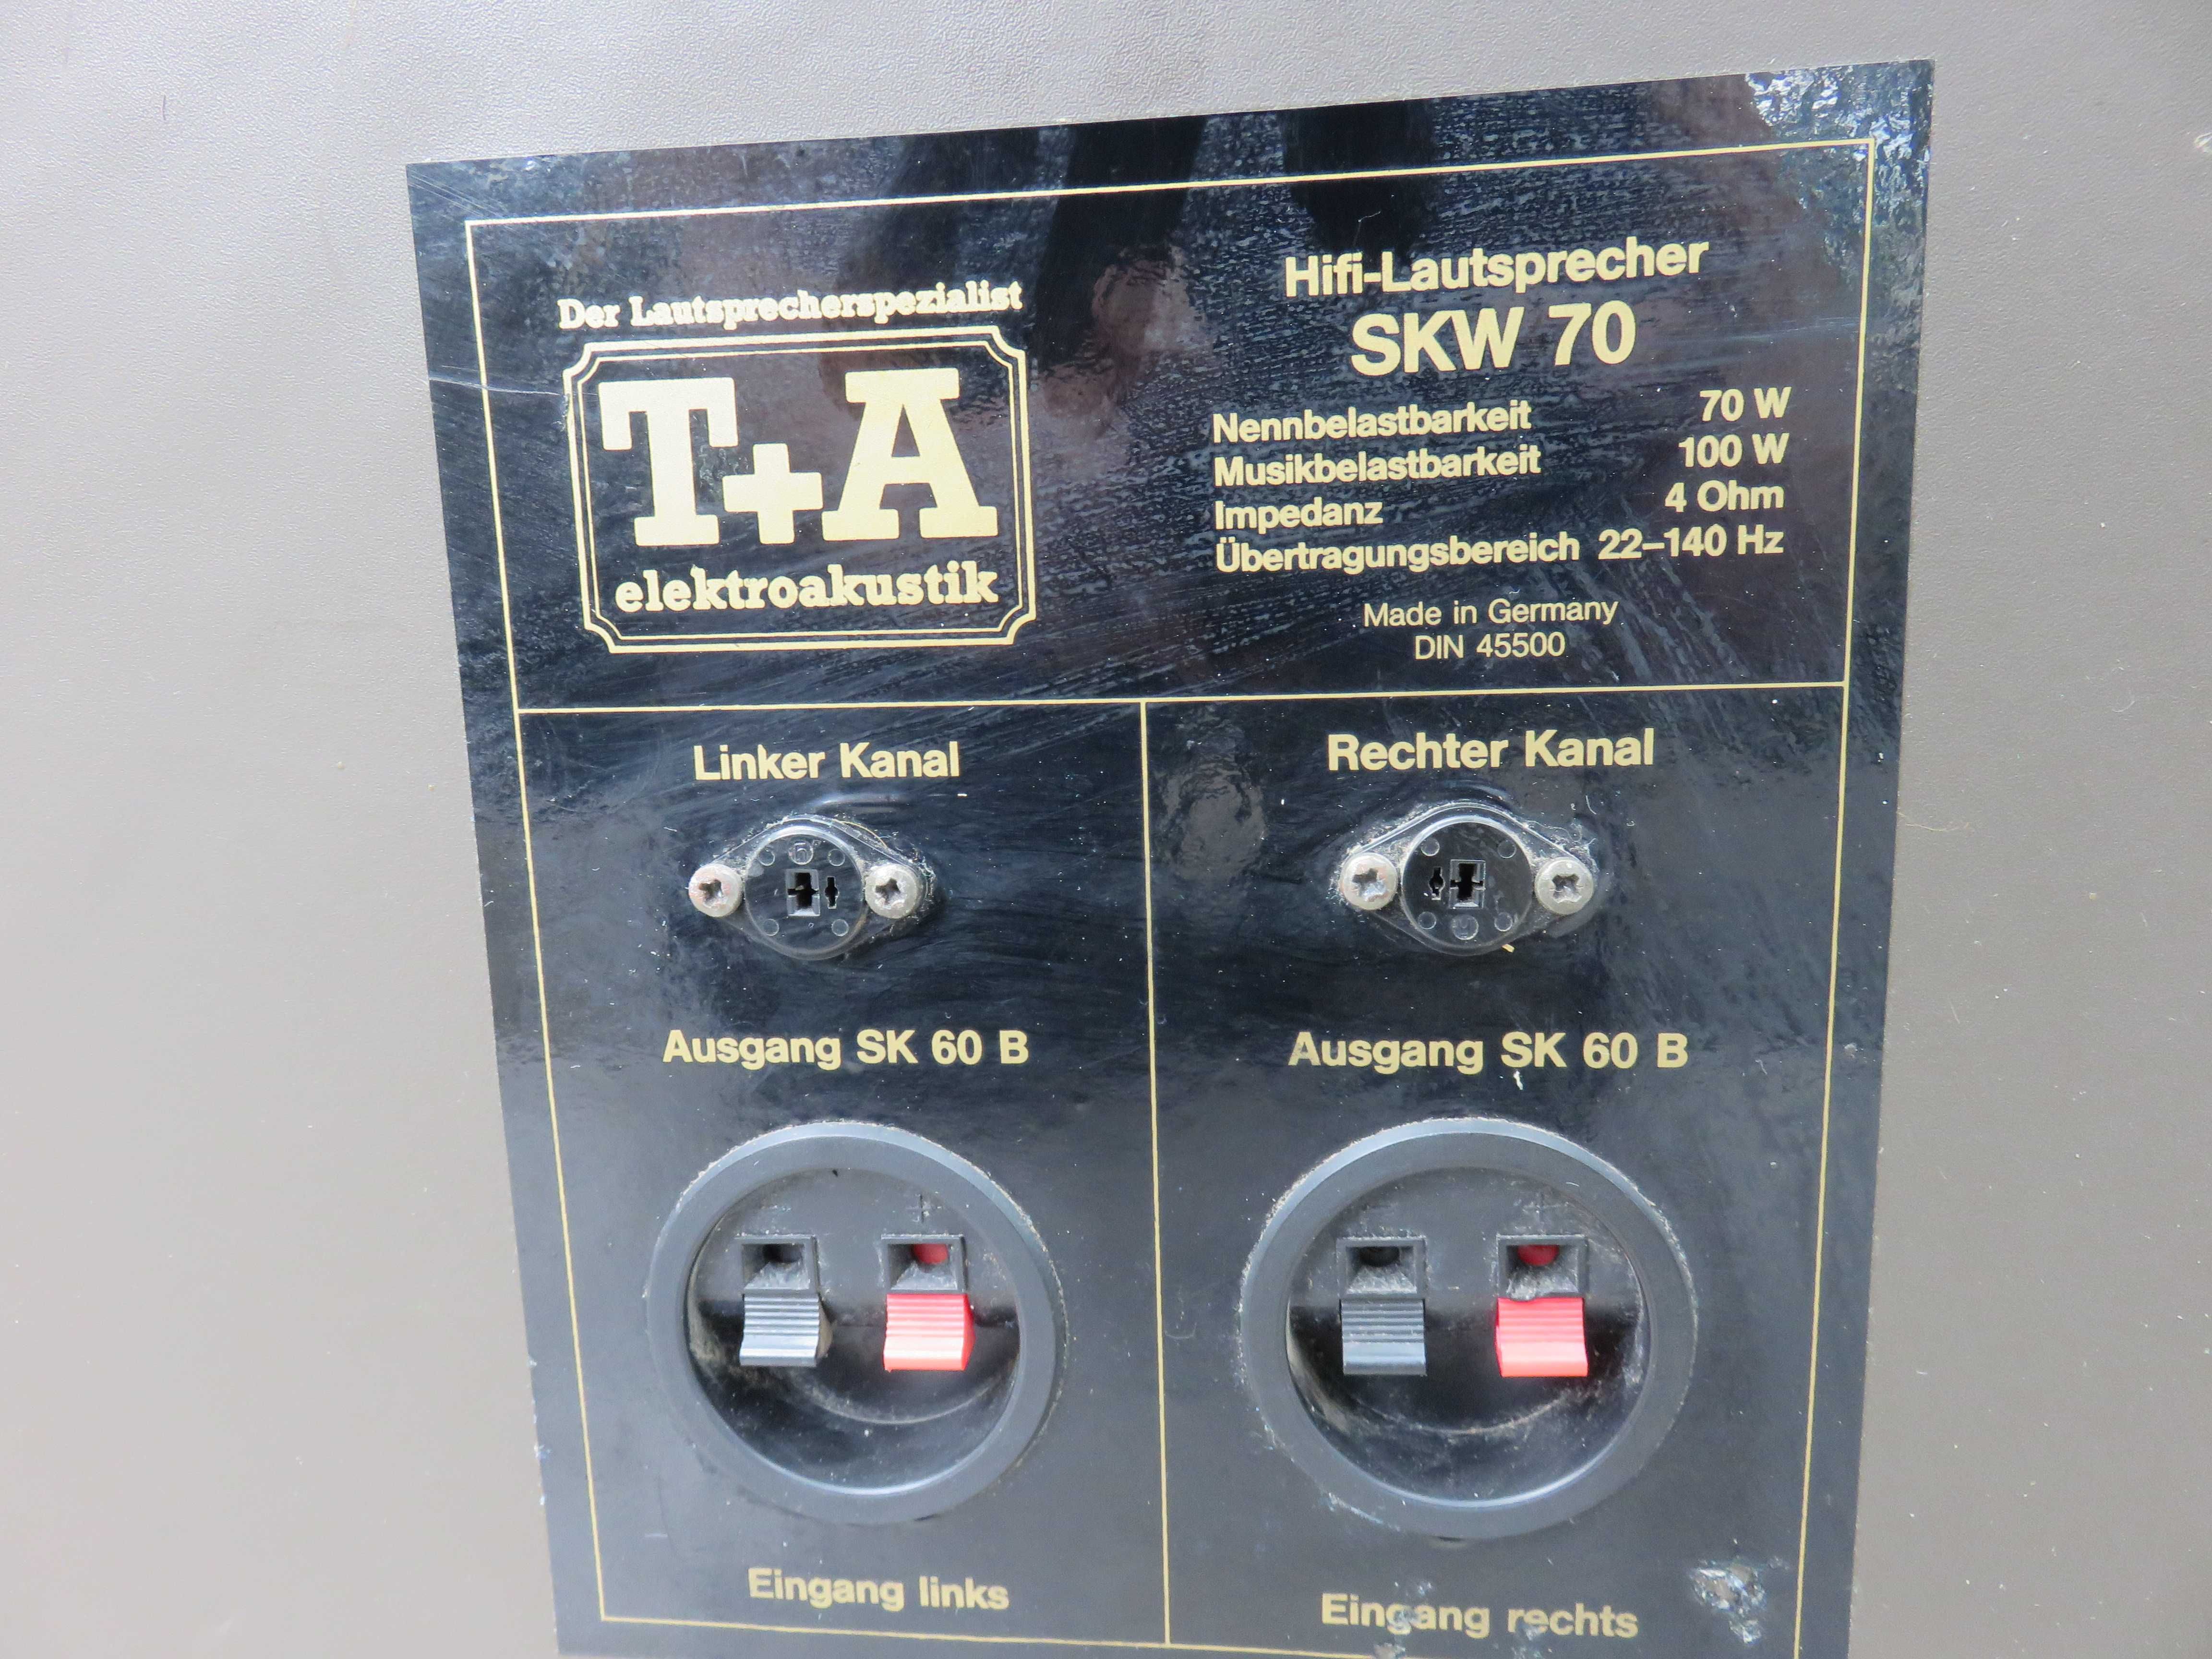 Der Lautsprecherspezialist
T+A
elektroakustik
Hifi-Lautsprecher
SKW 70
Nennbelastbarkeit 70 W
Musikbelastbarkeit 100 W
Impedanz 4 Ohm
Übertragungsbereich 22–140 Hz
Made in Germany
DIN 45500
Linker Kanal
Rechter Kanal
Ausgang SK 60 B
Ausgang SK 60 B
Eingang links
Eingang rechts